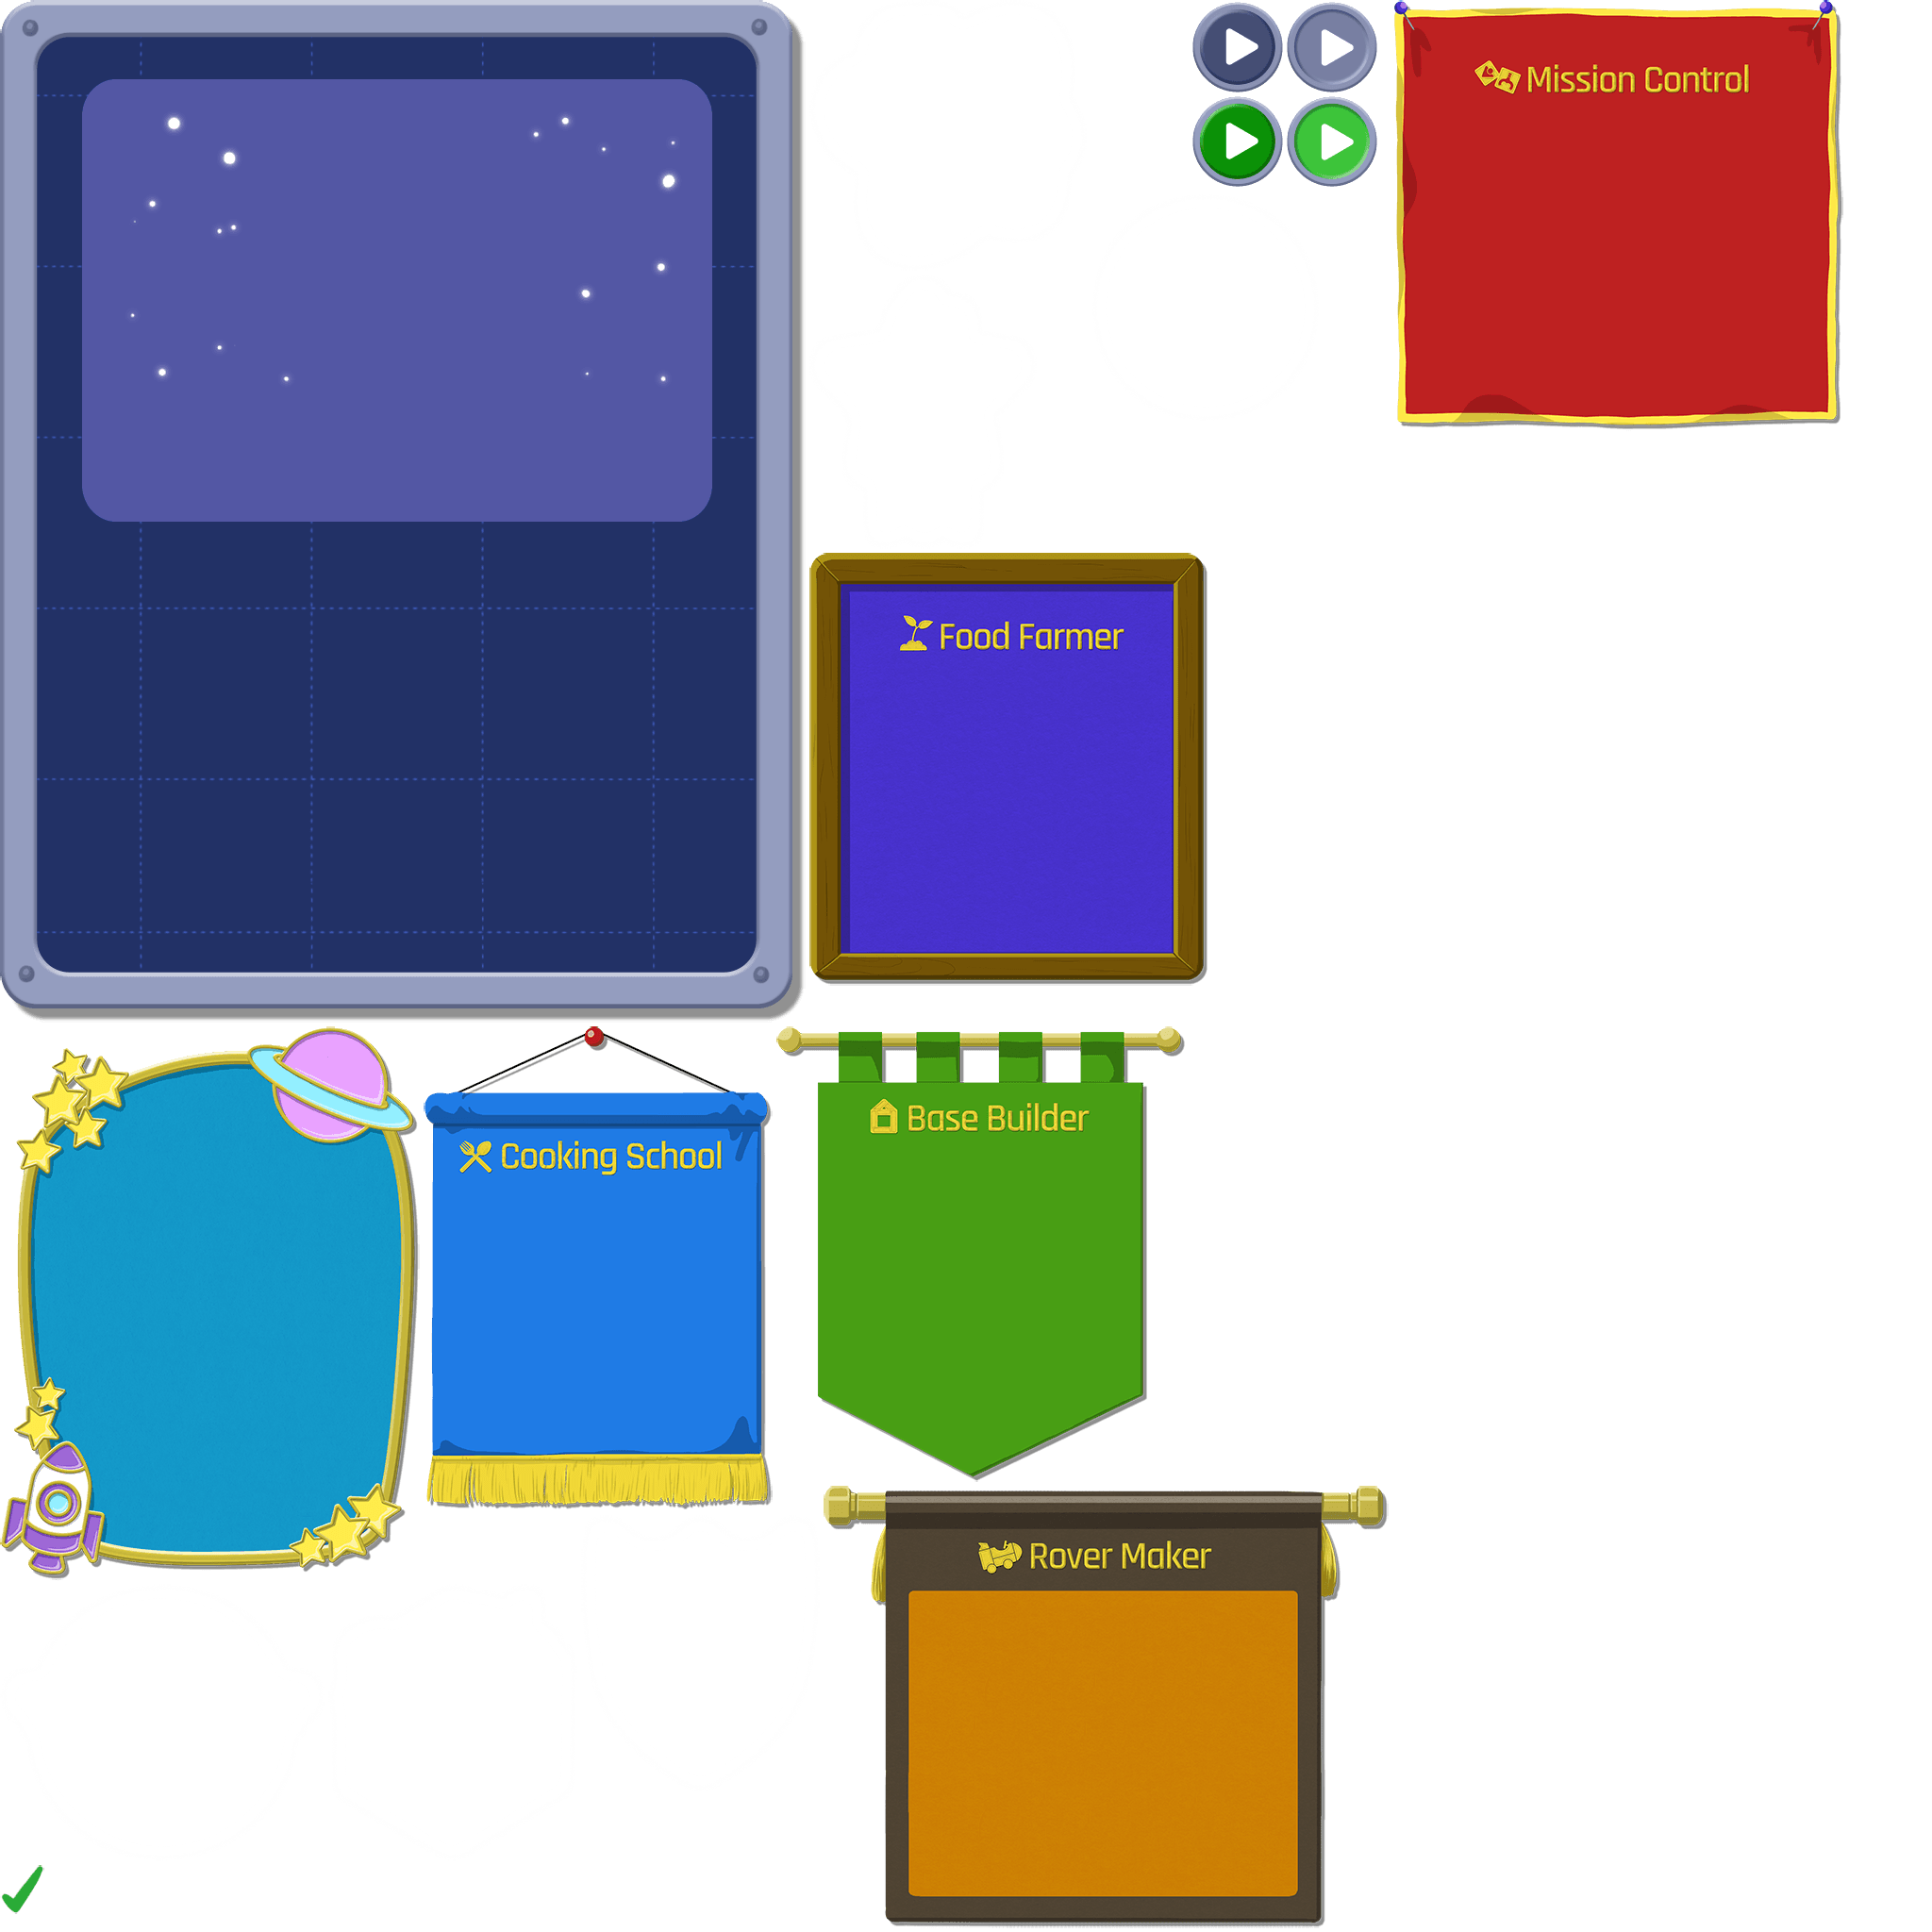 Mission Control
Food Farmer
Cooking School
Base Builder
Rover Maker